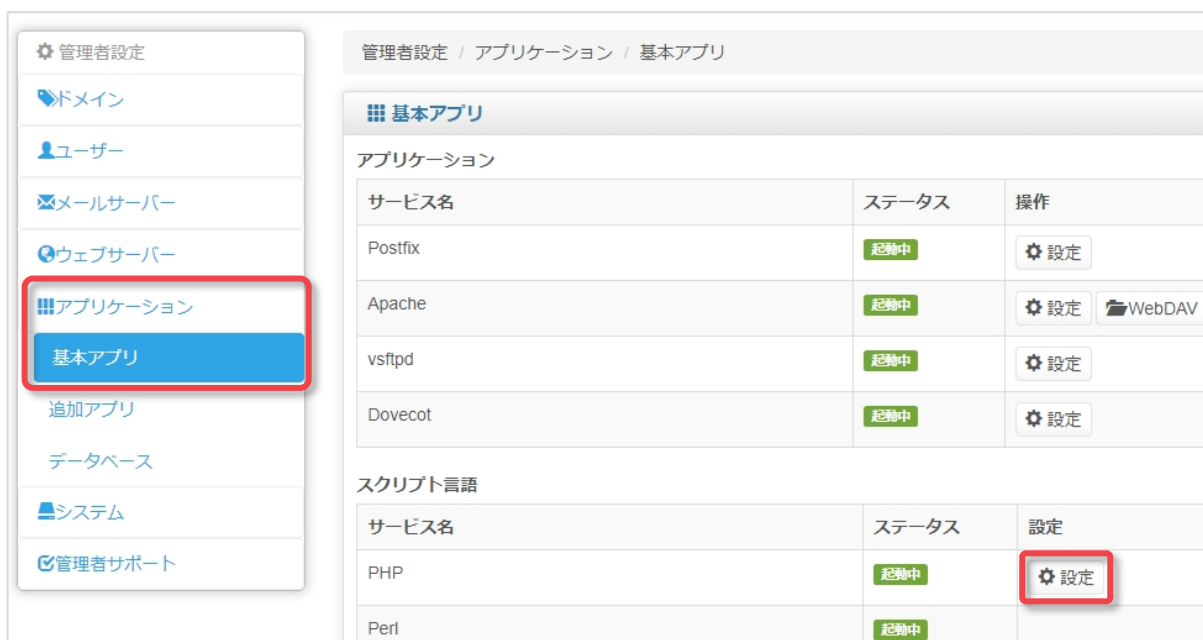 管理者設定
ドメイン
ユーザー
メールサーバー
ウェブサーバー
アプリケーション
基本アプリ
追加アプリ
データベース
システム
管理者サポート
管理者設定 / アプリケーション / 基本アプリ
基本アプリ
アプリケーション
サービス名 ステータス 操作
Postfix 起動中 設定
Apache 起動中 設定 WebDAV
vsftpd 起動中 設定
Dovecot 起動中 設定
スクリプト言語
サービス名 ステータス 設定
PHP 起動中 設定
Perl 起動中